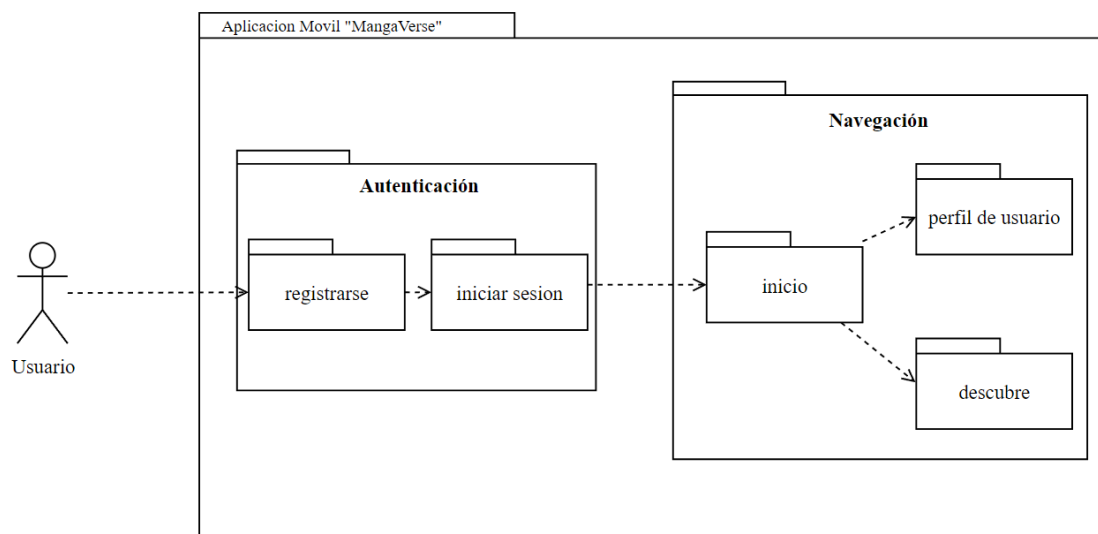 Aplicacion Movil "MangaVerse"
Navegación
Autenticación
perfil de usuario
registrarse
iniciar sesion
inicio
Usuario
descubre